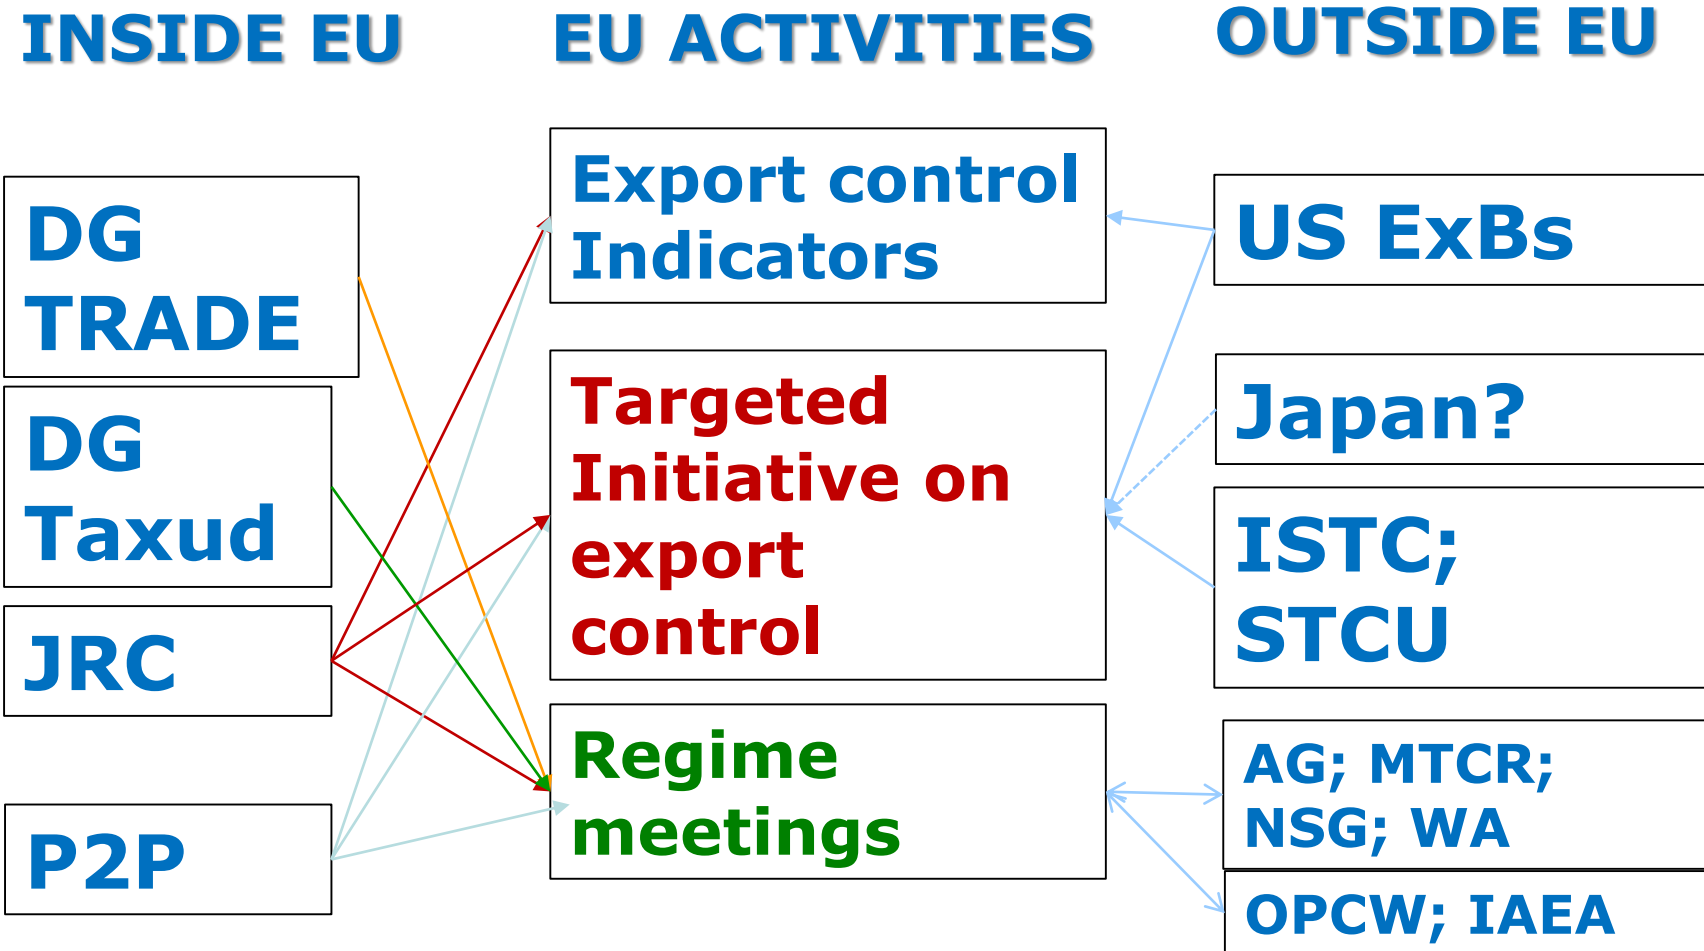 INSIDE EU
EU ACTIVITIES
OUTSIDE EU
DG
TRADE
DG
Taxud
JRC
P2P
Export control
Indicators
Targeted
Initiative on
export
control
Regime
meetings
US ExBs
Japan?
ISTC;
STCU
AG; MTCR;
NSG; WA
OPCW; IAEA